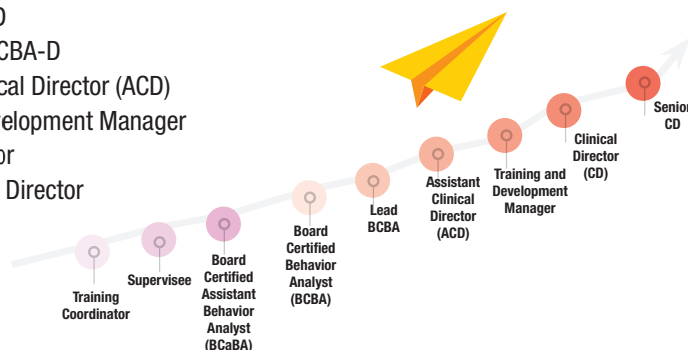 CBA-D
cal Director (ACD)
velopment Manager
or
Director
Training
Coordinator
Supervisee
Board
Certified
Assistant
Behavior
Analyst
(BCaBA)
Board
Certified
Behavior
Analyst
(BCBA)
Lead
BCBA
Assistant
Clinical
Director
(ACD)
Training and
Development
Manager
Clinical
Director
(CD)
Senior
CD